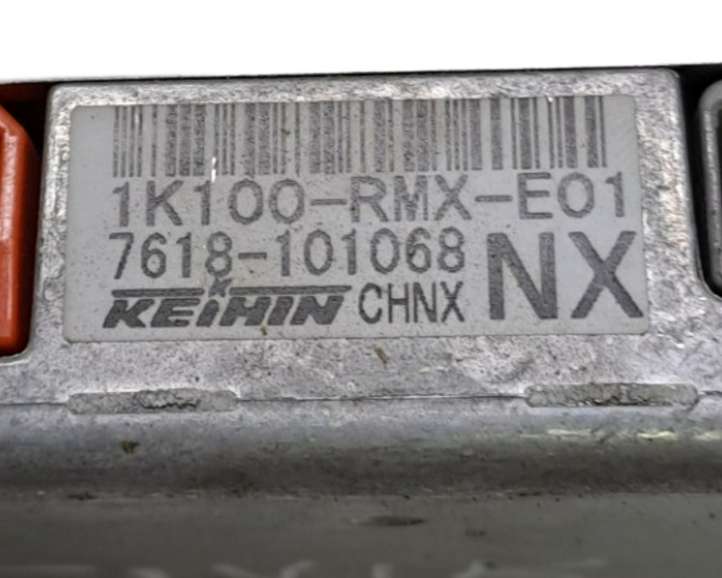 1K100-RMX-E01
7618-101068 NX
KEIHIN CHNX